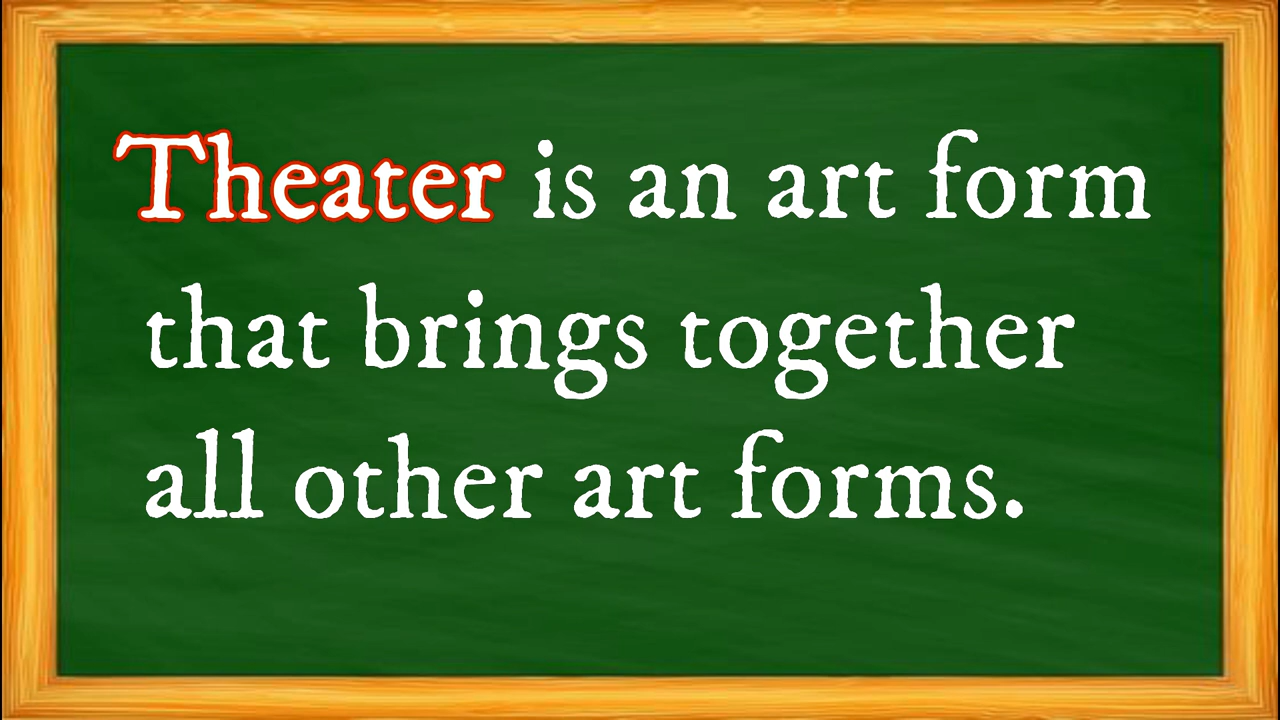 Theater is an art form
that brings together
all other art forms.